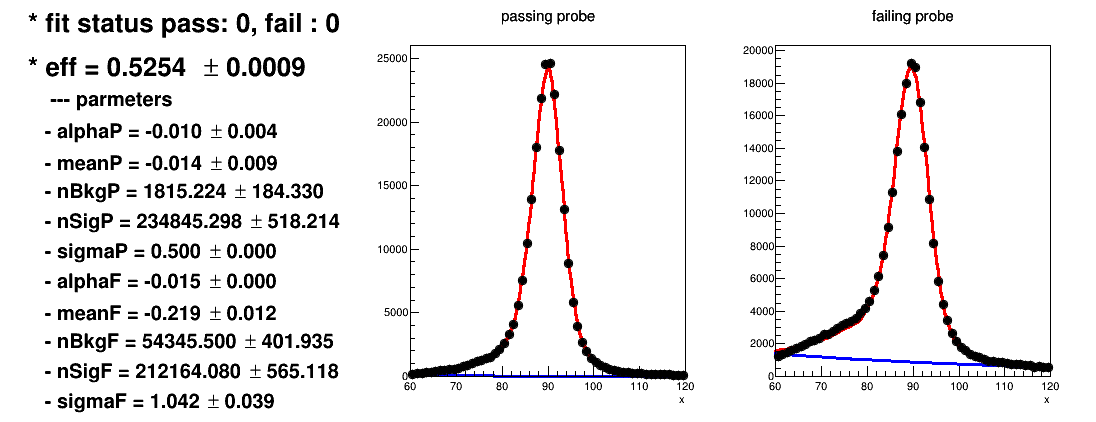 * fit status pass: 0, fail : 0
* eff = 0.5254 ± 0.0009
--- parmeters
- alphaP = -0.010 ± 0.004
- meanP = -0.014 ± 0.009
- nBkgP = 1815.224 ± 184.330
- nSigP = 234845.298 ± 518.214
- sigmaP = 0.500 ± 0.000
- alphaF = -0.015 ± 0.000
- meanF = -0.219 ± 0.012
- nBkgF = 54345.500 ± 401.935
- nSigF = 212164.080 ± 565.118
- sigmaF = 1.042 ± 0.039
passing probe
25000
20000
15000
10000
5000
0
60 70 80 90 100 110 120
x
failing probe
20000
18000
16000
14000
12000
10000
8000
6000
4000
2000
0
60 70 80 90 100 110 120
x